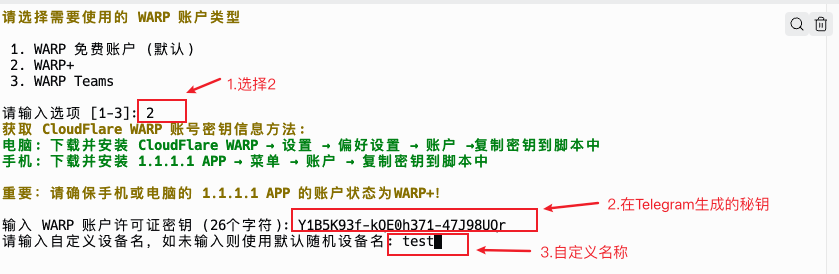 请选择需要使用的 WARP 账户类型
1. WARP 免费账户 (默认)
2. WARP+
3. WARP Teams
1.选择2
请输入选项 [1-3]: 2
获取 CloudFlare WARP 账号密钥信息方法:
电脑: 下载并安装 CloudFlare WARP → 设置 → 偏好设置 → 账户 →复制密钥到脚本中
手机: 下载并安装 1.1.1.1 APP → 菜单 → 账户 → 复制密钥到脚本中
重要: 请确保手机或电脑的 1.1.1.1 APP 的账户状态为WARP+!
2.在Telegram生成的秘钥
输入 WARP 账户许可证密钥 (26个字符): Y1B5K93f-kOE0h371-47J98UOr
请输入自定义设备名, 如未输入则使用默认随机设备名: test
3.自定义名称